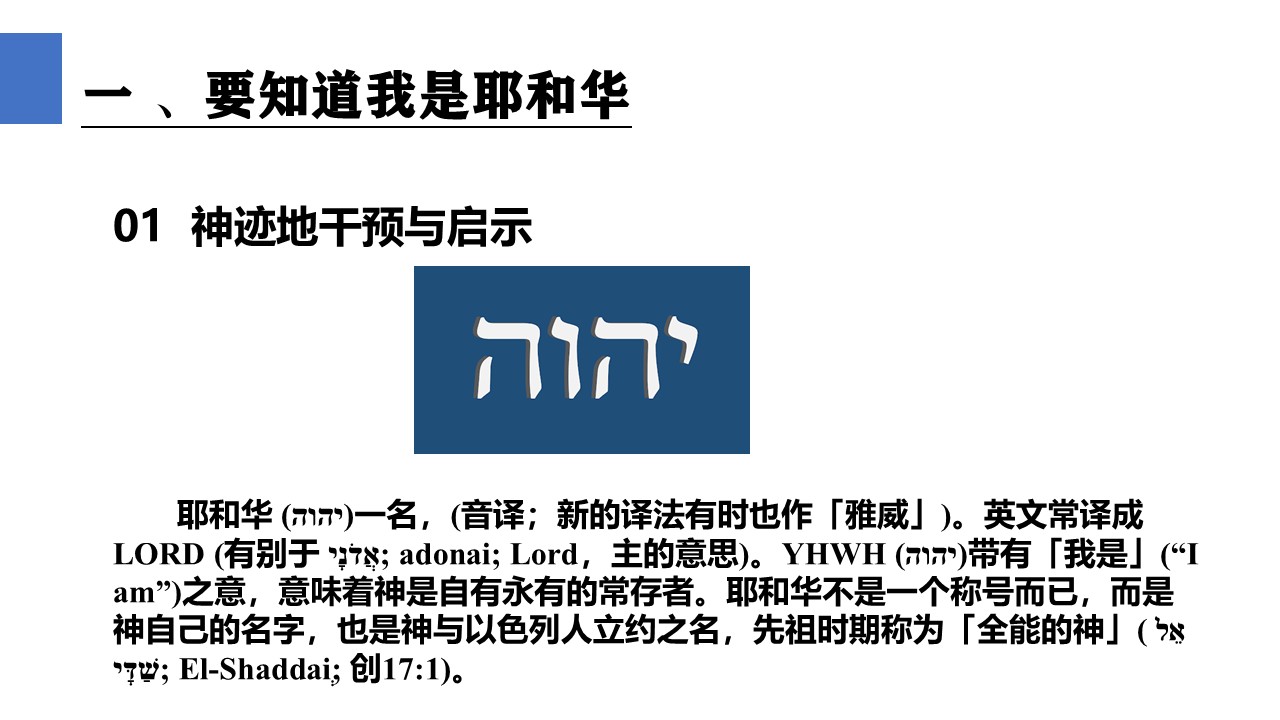 一 、要知道我是耶和华
01 神迹地干预与启示
יהוה
耶和华 (יהוה)一名，(音译；新的译法有时也作「雅威」)。英文常译成
LORD (有别于 אֲדֹנָי; adonai; Lord，主的意思)。YHWH (יהוה)带有「我是」(“I
am”)之意，意味着神是自有永有的常存者。耶和华不是一个称号而已，而是
神自己的名字，也是神与以色列人立约之名，先祖时期称为「全能的神」( אֵל
שַׁדַּי; El-Shaddai; 创17:1)。